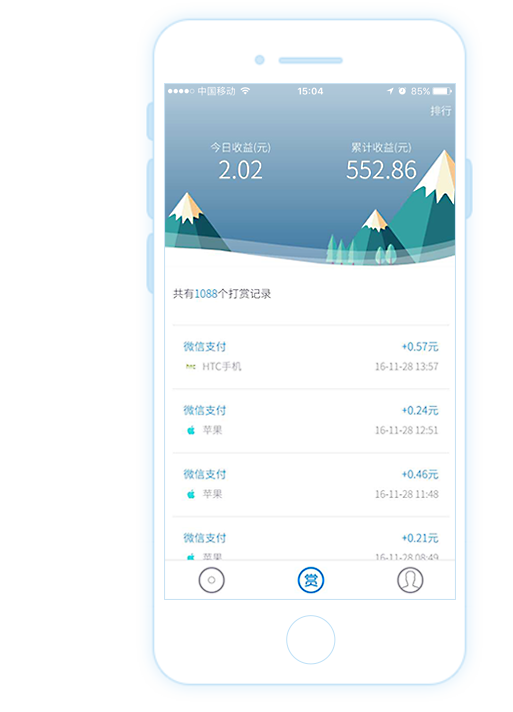 中国移动 15:04 85%
排行
今日收益(元) 累计收益(元)
2.02 552.86
共有1088个打赏记录
微信支付 +0.57元
hTC HTC手机 16-11-28 13:57
微信支付 +0.24元
苹果 16-11-28 12:51
微信支付 +0.46元
苹果 16-11-28 11:48
微信支付 +0.21元
苹果 16-11-28 08:49
赏